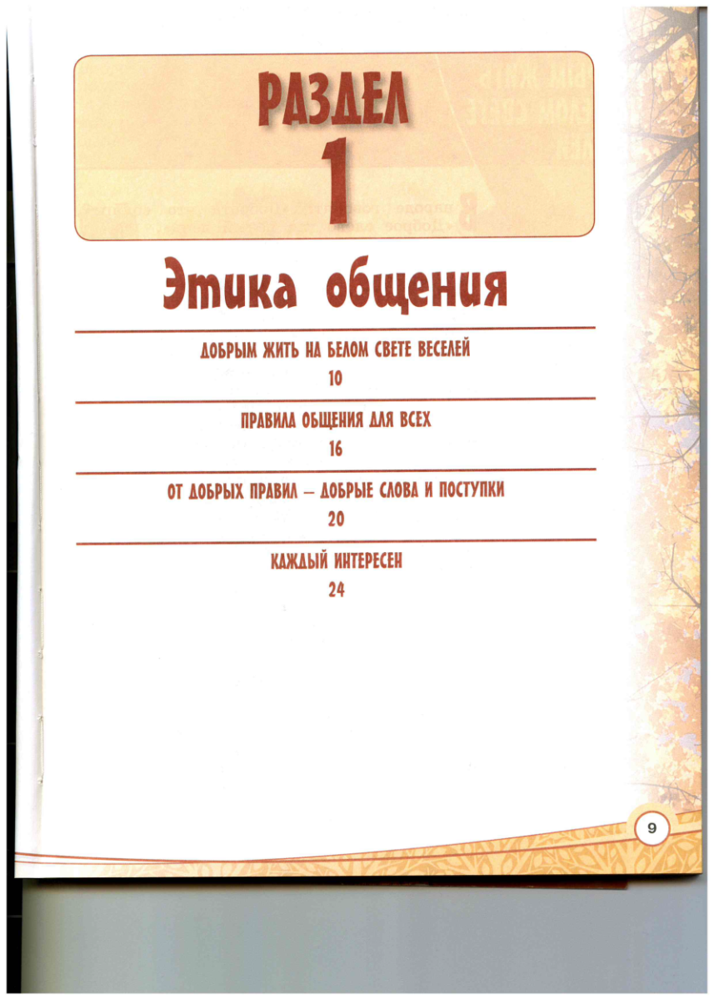 РАЗДЕЛ
1
Этика общения
ДОБРЫМ ЖИТЬ НА БЕЛОМ СВЕТЕ ВЕСЕЛЕЙ
10
ПРАВИЛА ОБЩЕНИЯ ДЛЯ ВСЕХ
16
ОТ ДОБРЫХ ПРАВИЛ – ДОБРЫЕ СЛОВА И ПОСТУПКИ
20
КАЖДЫЙ ИНТЕРЕСЕН
24
9